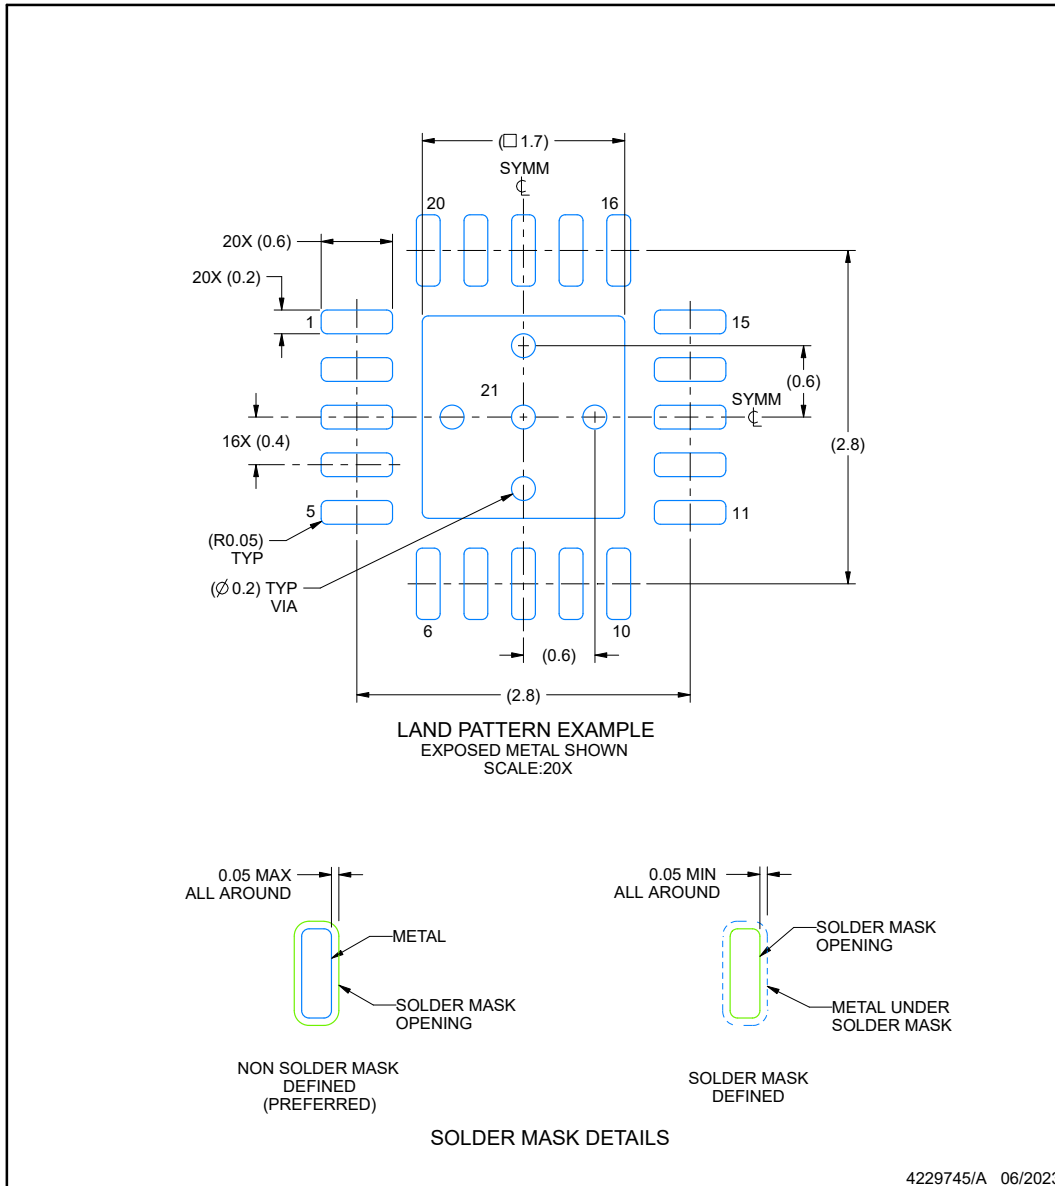 (□ 1.7)
SYMM
℄
20
16
20X (0.6)
20X (0.2)
1
15
(0.6)
21
SYMM
℄
16X (0.4)
(2.8)
5
11
(R0.05)
TYP
(∅ 0.2) TYP
VIA
6
10
(0.6)
(2.8)
LAND PATTERN EXAMPLE
EXPOSED METAL SHOWN
SCALE:20X
0.05 MAX
ALL AROUND
METAL
SOLDER MASK
OPENING
NON SOLDER MASK
DEFINED
(PREFERRED)
0.05 MIN
ALL AROUND
SOLDER MASK
OPENING
METAL UNDER
SOLDER MASK
SOLDER MASK
DEFINED
SOLDER MASK DETAILS
4229745/A 06/2023